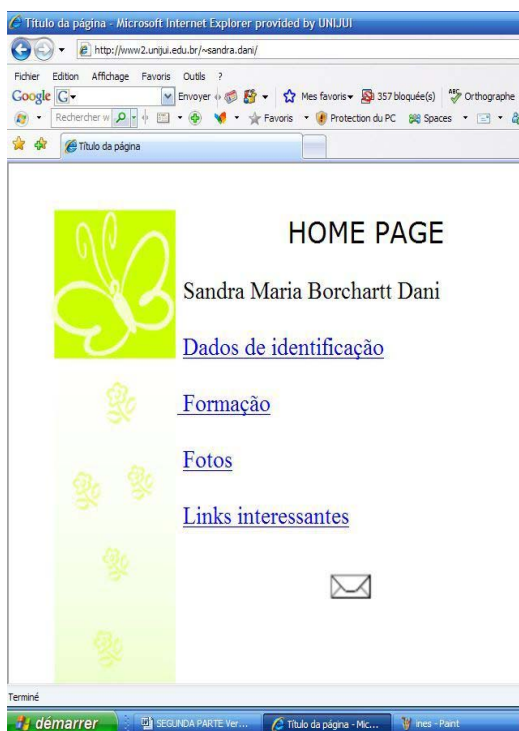 Título da página - Microsoft Internet Explorer provided by UNIJUI
http://www2.unijui.edu.br/~sandra.dani/
Fichier Edition Affichage Favoris Outils ?
Google G Envoyer Mes favoris 357 bloquée(s) Orthographe
Rechercher w Favoris Protection du PC Spaces
Título da página
HOME PAGE
Sandra Maria Borchartt Dani
Dados de identificação
Formação
Fotos
Links interessantes
Terminé
démarrer SEGUNDA PARTE Ver... Título da página - Mic... ines - Paint